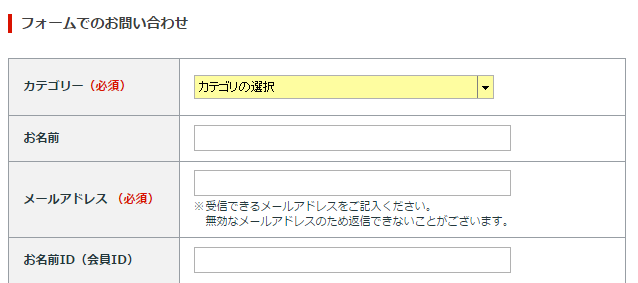 フォームでのお問い合わせ
カテゴリー（必須）
カテゴリの選択
お名前
メールアドレス （必須）
※受信できるメールアドレスをご記入ください。
無効なメールアドレスのため返信できないことがございます。
お名前ID（会員ID）